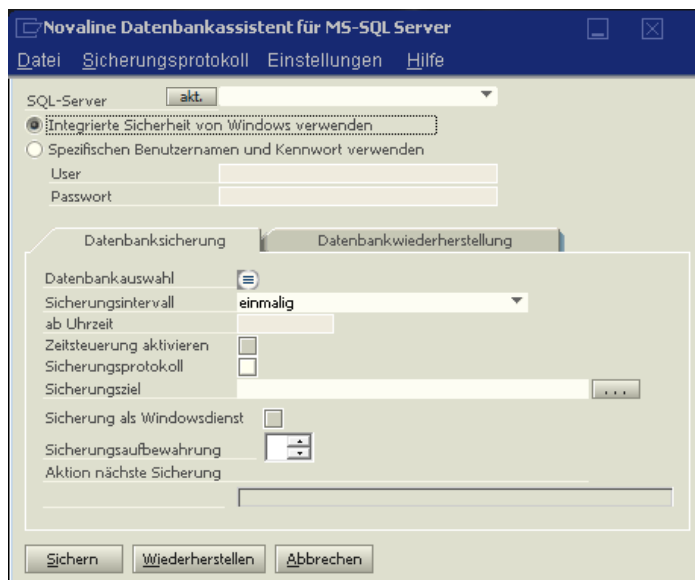 Novaline Datenbankassistent für MS-SQL Server
Datei Sicherungsprotokoll Einstellungen Hilfe
SQL-Server akt.
Integrierte Sicherheit von Windows verwenden
Spezifischen Benutzernamen und Kennwort verwenden
User
Passwort
Datenbanksicherung Datenbankwiederherstellung
Datenbankauswahl
Sicherungsintervall einmalig
ab Uhrzeit
Zeitsteuerung aktivieren
Sicherungsprotokoll
Sicherungsziel ...
Sicherung als Windowsdienst
Sicherungsaufbewahrung
Aktion nächste Sicherung
Sichern Wiederherstellen Abbrechen